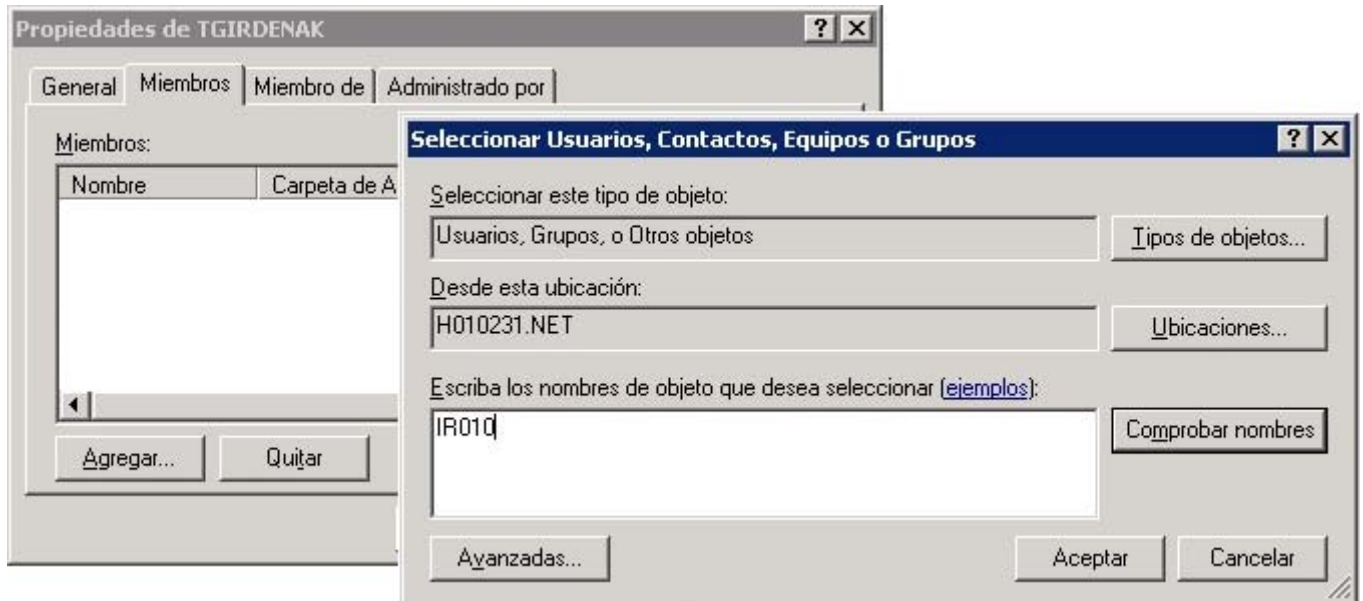 Propiedades de TGIRDENAK
General Miembros Miembro de Administrado por
Miembros:
Nombre Carpeta de A
Agregar... Quitar
Seleccionar Usuarios, Contactos, Equipos o Grupos
Seleccionar este tipo de objeto:
Usuarios, Grupos, o Otros objetos Tipos de objetos...
Desde esta ubicación:
H010231.NET Ubicaciones...
Escriba los nombres de objeto que desea seleccionar (ejemplos):
IR010 Comprobar nombres
Avanzadas... Aceptar Cancelar